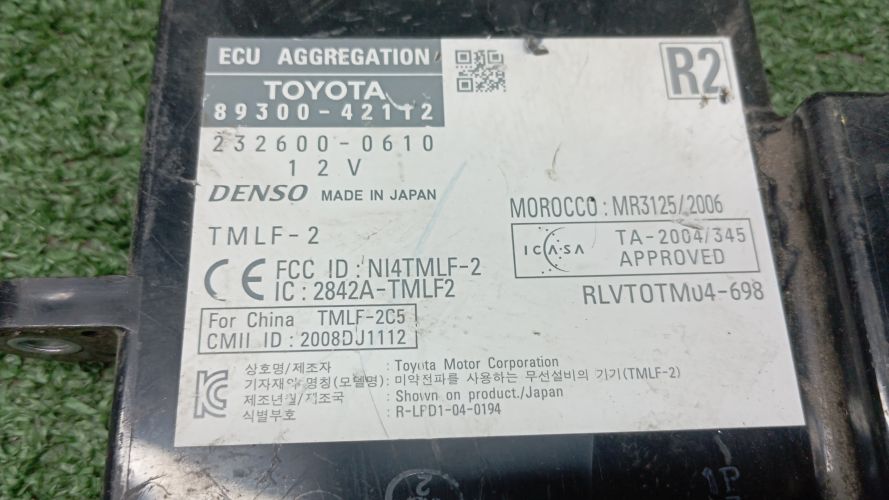 ECU AGGREGATION
R2
TOYOTA
89300-42112
232600-0610
12V
DENSO MADE IN JAPAN
MOROCCO : MR3125/2006
TMLF-2
ICASA TA-2004/345
APPROVED
FCC ID : NI4TMLF-2
IC : 2842A-TMLF2
RLVTOTM04-698
For China TMLF-2C5
CMII ID : 2008DJ1112
상호명/제조자 : Toyota Motor Corporation
기자재의 명칭(모델명) : 미약전파를 사용하는 무선설비의 기기(TMLF-2)
제조년월/제조국 : Shown on product./Japan
식별부호 : R-LPD1-04-0194
2
1P